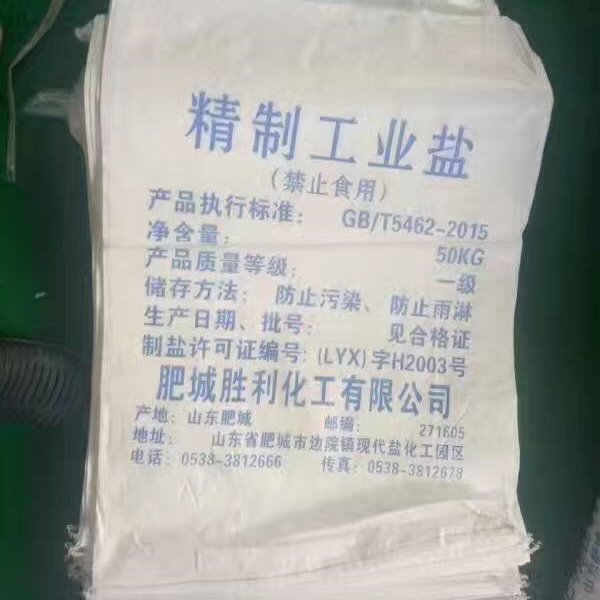 精制工业盐
（禁止食用）
产品执行标准： GB/T5462-2015
净含量： 50KG
产品质量等级： 一级
储存方法： 防止污染、防止雨淋
生产日期、批号： 见合格证
制盐许可证编号: (LYX)字H2003号
肥城胜利化工有限公司
产地: 山东肥城 邮编: 271605
地址: 山东省肥城市边院镇现代盐化工园区
电话: 0538-3812666 传真: 0538-3812678